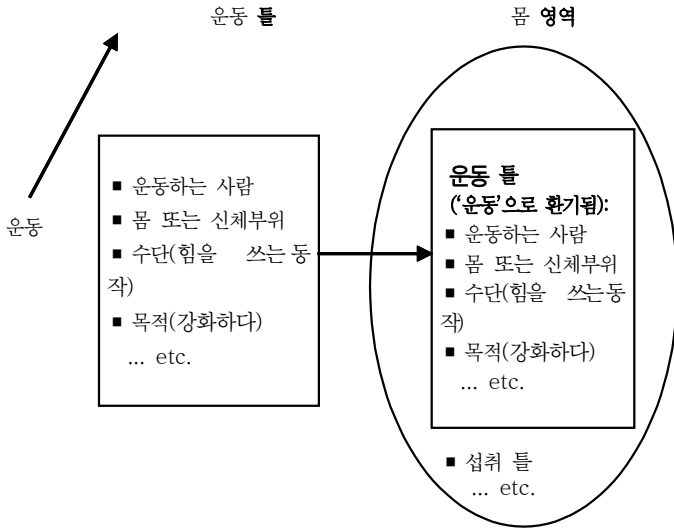 운동 틀
몸 영역
운동
■ 운동하는 사람
■ 몸 또는 신체부위
■ 수단(힘을 쓰는 동
작)
■ 목적(강화하다)
... etc.
운동 틀
(‘운동’으로 환기됨):
■ 운동하는 사람
■ 몸 또는 신체부위
■ 수단(힘을 쓰는동
작)
■ 목적(강화하다)
... etc.
■ 섭취 틀
... etc.